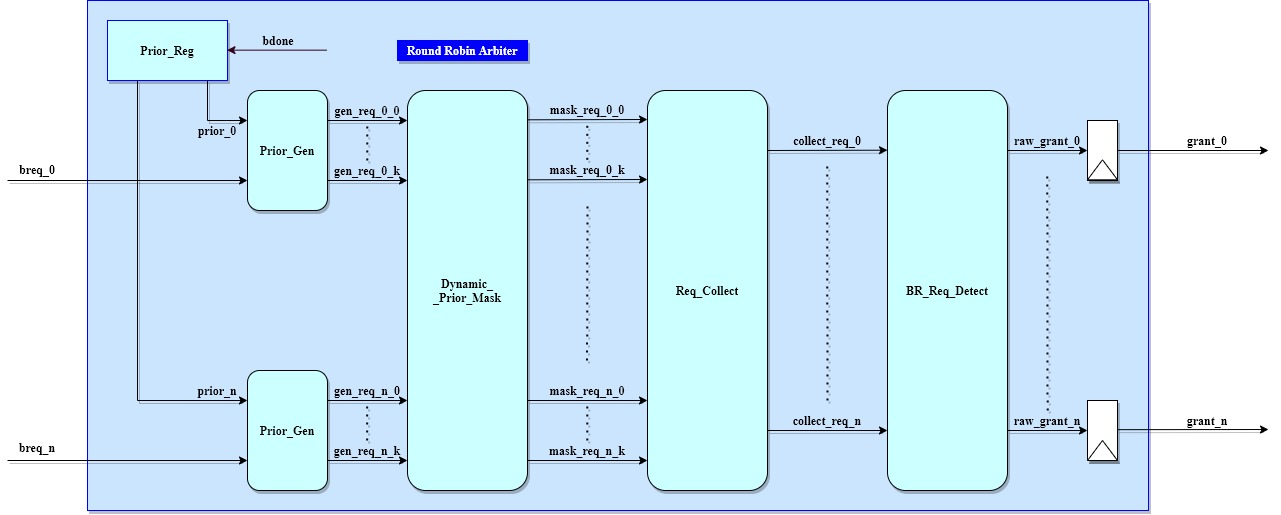 Prior_Reg
bdone
Round Robin Arbiter
gen_req_0_0
mask_req_0_0
prior_0
Prior_Gen
collect_req_0
raw_grant_0
grant_0
breq_0
gen_req_0_k
mask_req_0_k
Dynamic_
_Prior_Mask
Req_Collect
BR_Req_Detect
prior_n
gen_req_n_0
mask_req_n_0
Prior_Gen
collect_req_n
raw_grant_n
grant_n
breq_n
gen_req_n_k
mask_req_n_k